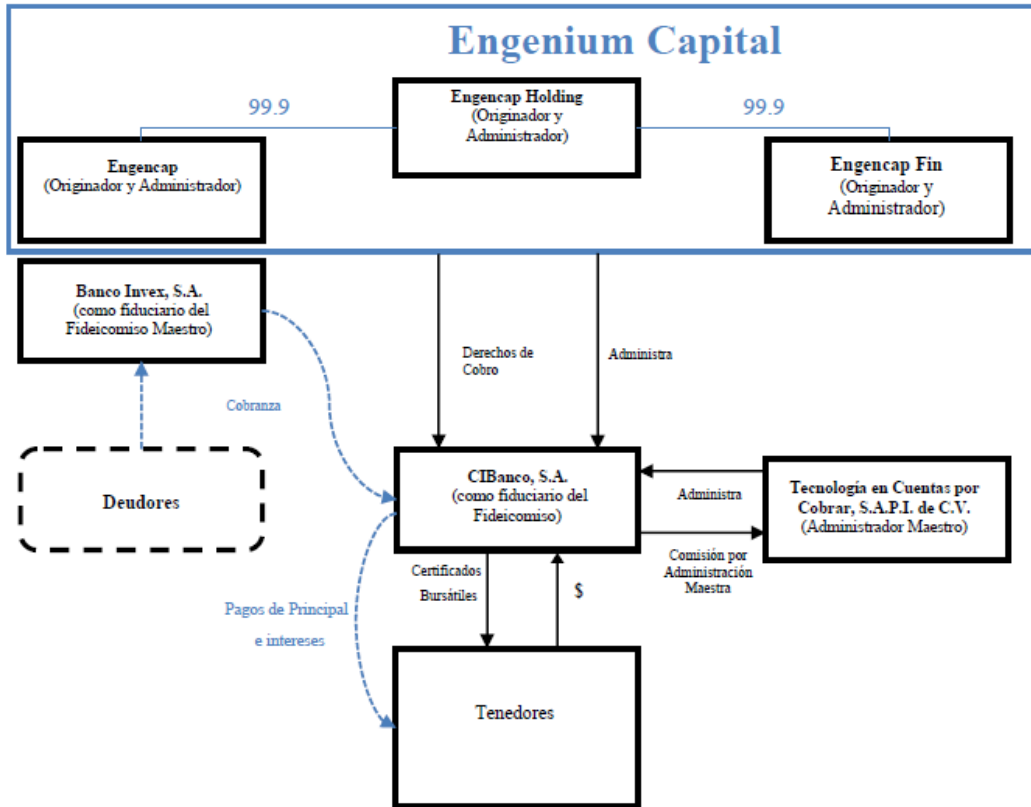 Engenium Capital
99.9
Engencap Holding
(Originador y
Administrador)
99.9
Engencap
(Originador y Administrador)
Engencap Fin
(Originador y
Administrador)
Banco Invex, S.A.
(como fiduciario del
Fideicomiso Maestro)
Derechos de
Cobro
Administra
Cobranza
Deudores
CIBanco, S.A.
(como fiduciario del
Fideicomiso)
Administra
Tecnología en Cuentas por
Cobrar, S.A.P.I. de C.V.
(Administrador Maestro)
Comisión por
Administración
Maestra
Certificados
Bursátiles
$
Pagos de Principal
e intereses
Tenedores